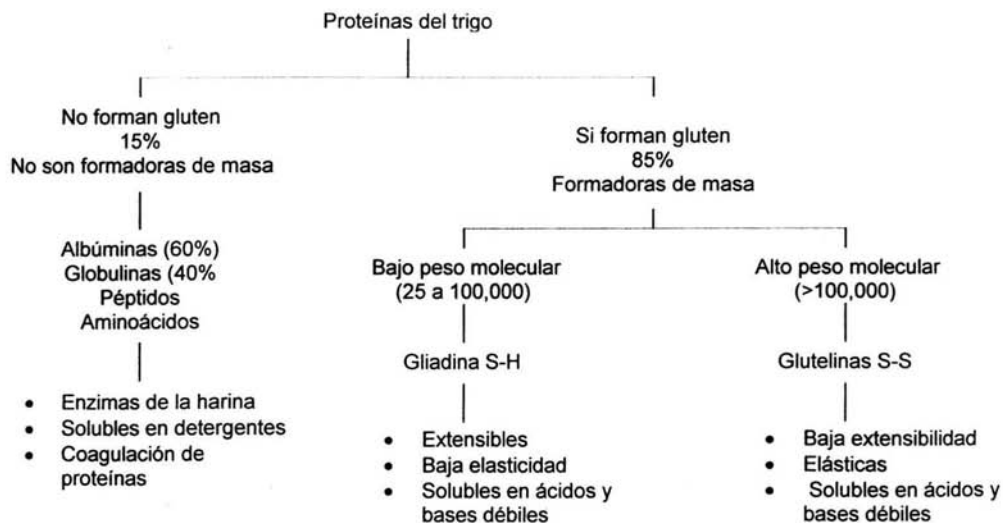 Proteínas del trigo
No forman gluten
15%
No son formadoras de masa
Albúminas (60%)
Globulinas (40%
Péptidos
Aminoácidos
• Enzimas de la harina
• Solubles en detergentes
• Coagulación de
proteínas
Si forman gluten
85%
Formadoras de masa
Bajo peso molecular
(25 a 100,000)
Gliadina S-H
• Extensibles
• Baja elasticidad
• Solubles en ácidos y
bases débiles
Alto peso molecular
(>100,000)
Glutelinas S-S
• Baja extensibilidad
• Elásticas
• Solubles en ácidos y
bases débiles